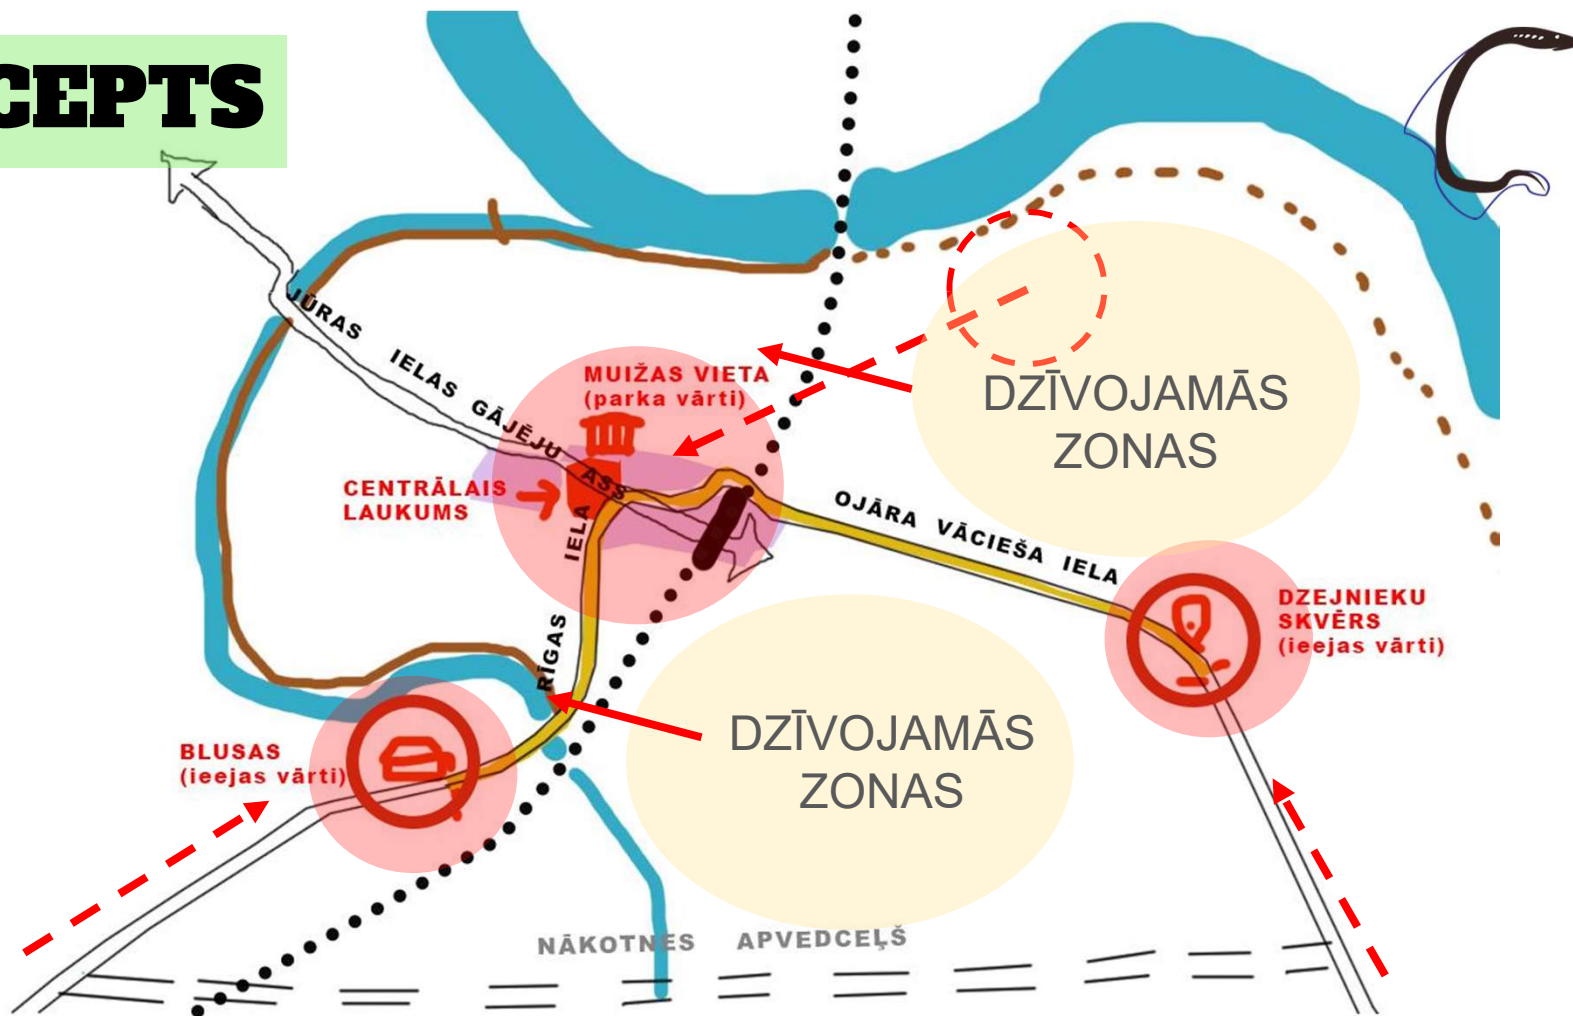 CEPTS
JŪRAS IELAS GĀJĒJU ASS
MUIŽAS VIETA
(parka vārti)
CENTRĀLAIS
LAUKUMS
DZĪVOJAMĀS
ZONAS
OJĀRA VĀCIEŠA IELA
RĪGAS IELA
DZEJNIEKU
SKVĒRS
(ieejas vārti)
DZĪVOJAMĀS
ZONAS
BLUSAS
(ieejas vārti)
NĀKOTNES APVEDCEĻŠ